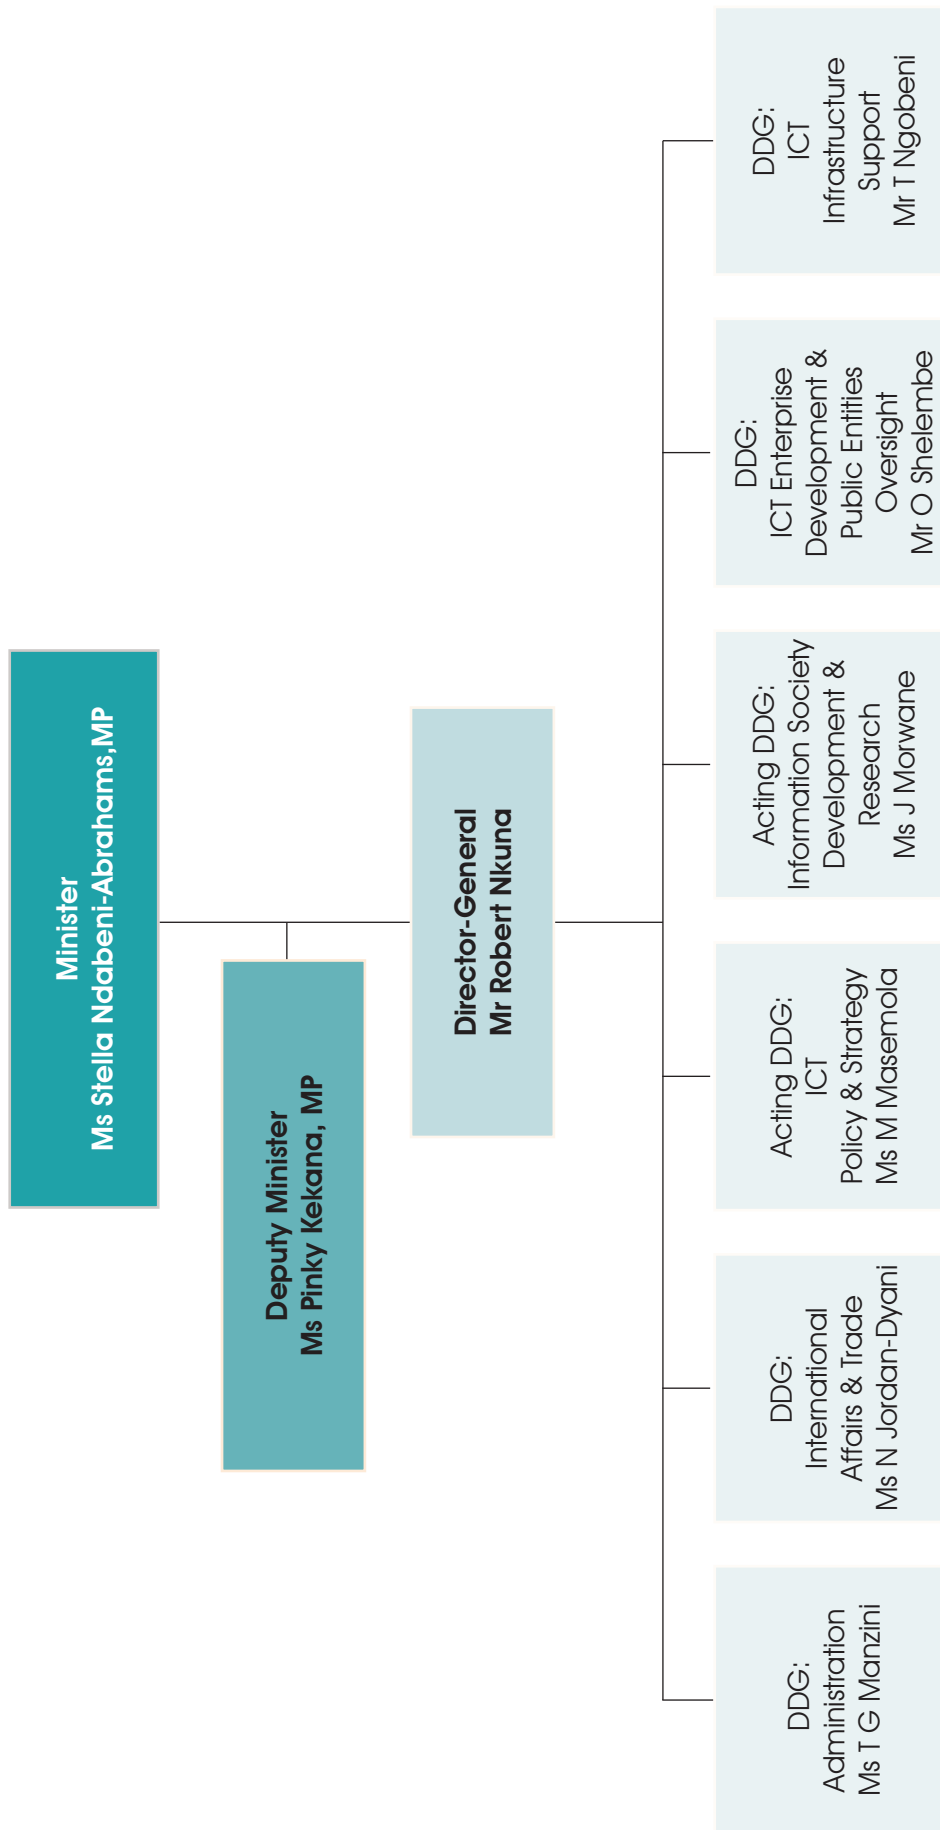 Minister
Ms Stella Ndabeni-Abrahams,MP
Deputy Minister
Ms Pinky Kekana, MP
Director-General
Mr Robert Nkuna
DDG:
Administration
Ms T G Manzini
DDG:
International
Affairs & Trade
Ms N Jordan-Dyani
Acting DDG:
ICT
Policy & Strategy
Ms M Masemola
Acting DDG:
Information Society
Development &
Research
Ms J Morwane
DDG:
ICT Enterprise
Development &
Public Entities
Oversight
Mr O Shelembe
DDG:
ICT
Infrastructure
Support
Mr T Ngobeni